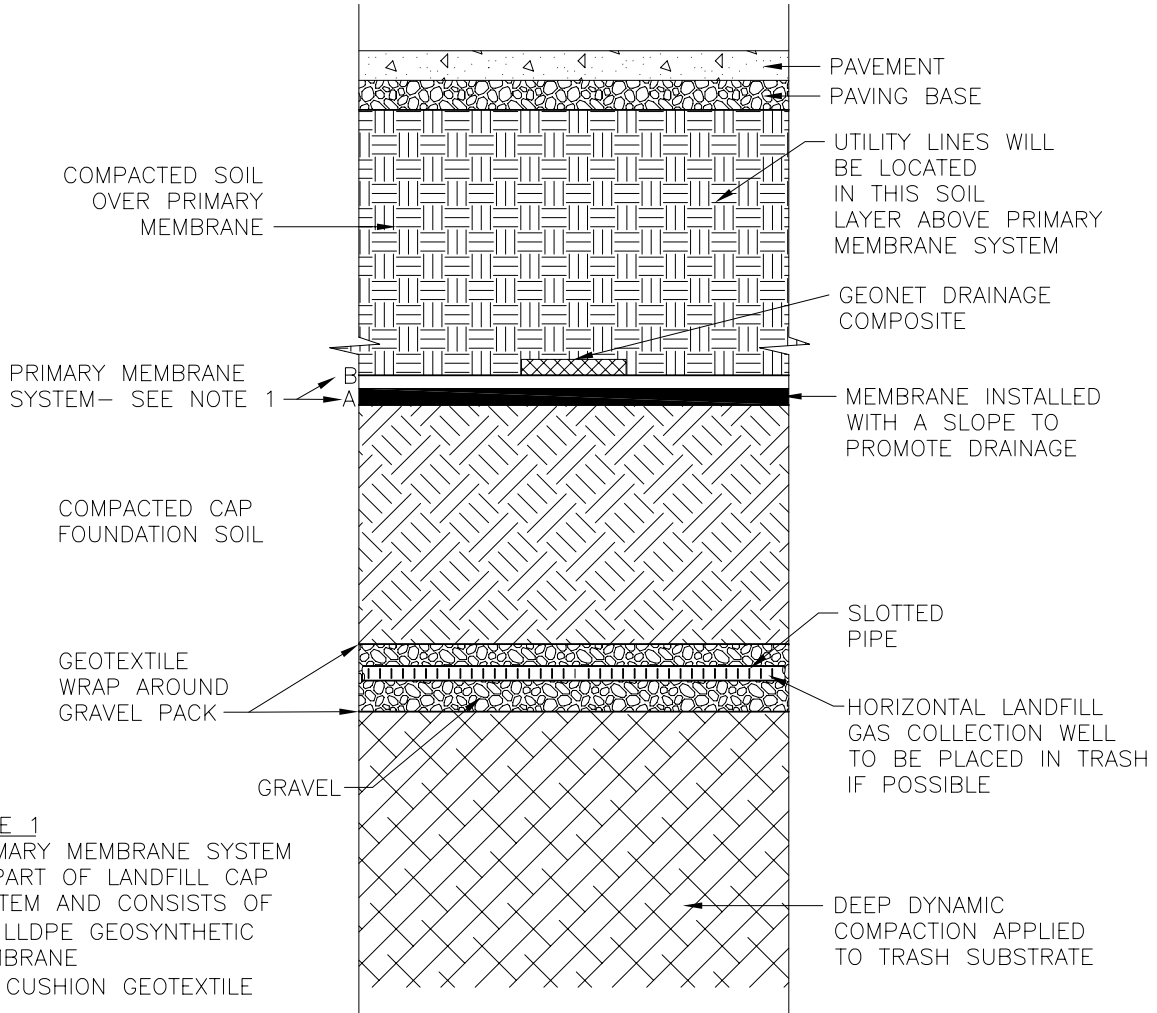 PAVEMENT
PAVING BASE
UTILITY LINES WILL
BE LOCATED
IN THIS SOIL
LAYER ABOVE PRIMARY
MEMBRANE SYSTEM
COMPACTED SOIL
OVER PRIMARY
MEMBRANE
GEONET DRAINAGE
COMPOSITE
PRIMARY MEMBRANE
SYSTEM– SEE NOTE 1
B
A
MEMBRANE INSTALLED
WITH A SLOPE TO
PROMOTE DRAINAGE
COMPACTED CAP
FOUNDATION SOIL
SLOTTED
PIPE
GEOTEXTILE
WRAP AROUND
GRAVEL PACK
HORIZONTAL LANDFILL
GAS COLLECTION WELL
TO BE PLACED IN TRASH
IF POSSIBLE
GRAVEL
1
MEMBRANE SYSTEM
PART OF LANDFILL CAP
AND CONSISTS OF
LLDPE GEOSYNTHETIC
CUSHION GEOTEXTILE
DEEP DYNAMIC
COMPACTION APPLIED
TO TRASH SUBSTRATE